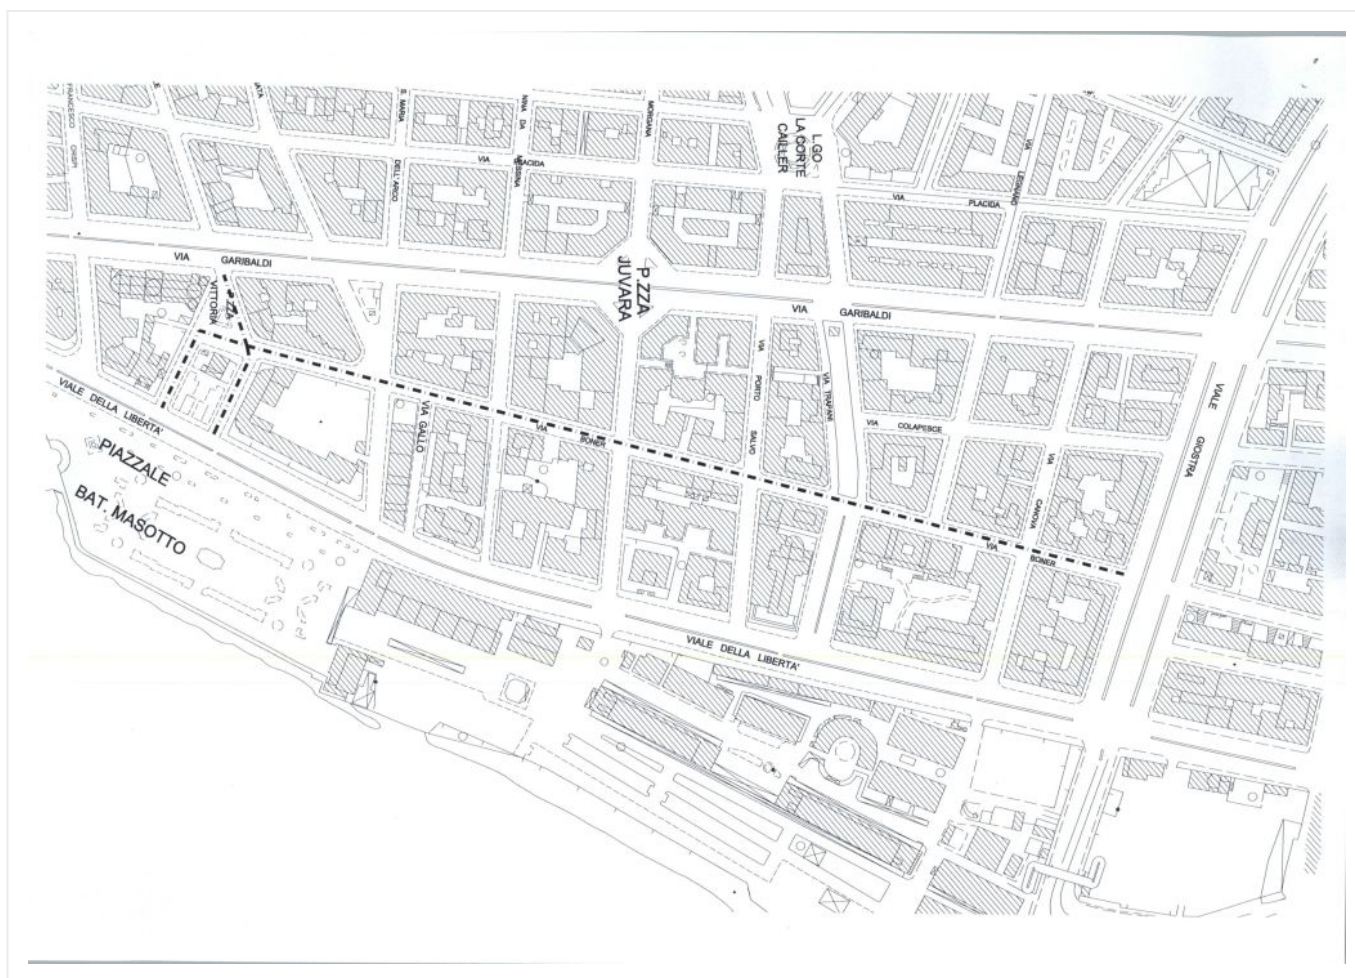 FRANCESCO
CRISPI
S. MARIA
DELL' ARCO
NINA DA
MESSINA
MORGANA
L.GO
LA CORTE
CAILLER
VIA
LEGNANO
VIA
PLACIDA
VIA
PLACIDA
VIA
GARIBALDI
P.ZZA
VITTORIA
P.ZZA
JUVARA
VIA
GARIBALDI
VIA
PORTO
SALVO
VIA TRAPANI
VIA
COLAPESCE
VIA
CANOVA
VIALE
GIOSTRA
VIALE DELLA LIBERTA'
VIA GALLO
VIA
BONER
PIAZZALE
BAT. MASOTTO
VIA
BONER
VIALE DELLA LIBERTA'